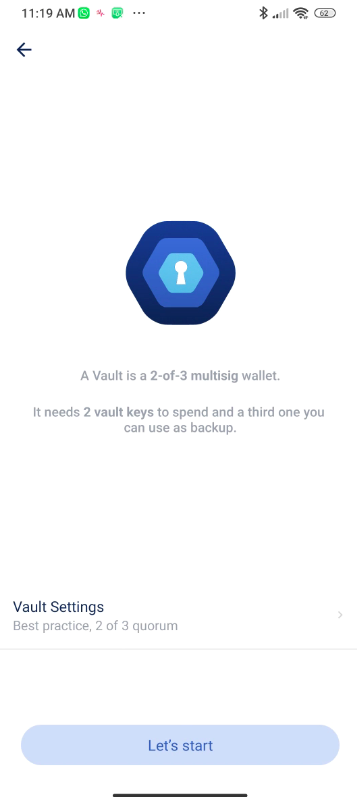 11:19 AM
62
A Vault is a 2-of-3 multisig wallet.
It needs 2 vault keys to spend and a third one you
can use as backup.
Vault Settings
Best practice, 2 of 3 quorum
Let's start